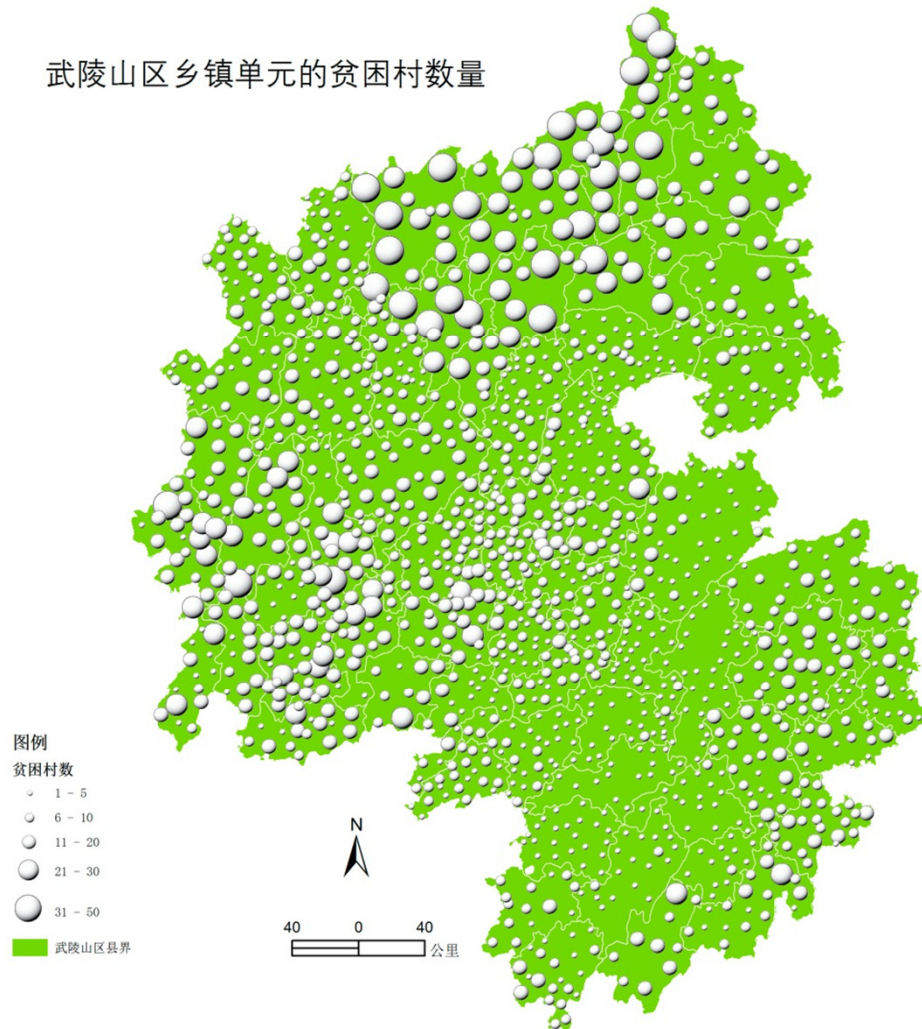 武陵山区乡镇单元的贫困村数量
图例
贫困村数
1 - 5
6 - 10
11 - 20
21 - 30
31 - 50
武陵山区县界
N
40 0 40
公里